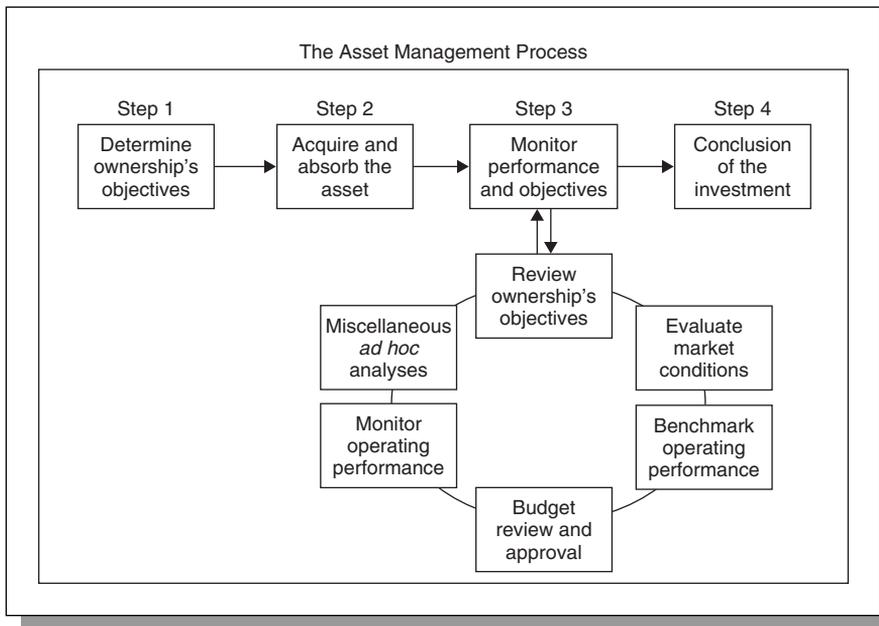 The Asset Management Process
Step 1
Determine
ownership's
objectives
Step 2
Acquire and
absorb the
asset
Step 3
Monitor
performance
and objectives
Step 4
Conclusion
of the
investment
Review
ownership's
objectives
Evaluate
market
conditions
Benchmark
operating
performance
Budget
review and
approval
Monitor
operating
performance
Miscellaneous
ad hoc
analyses